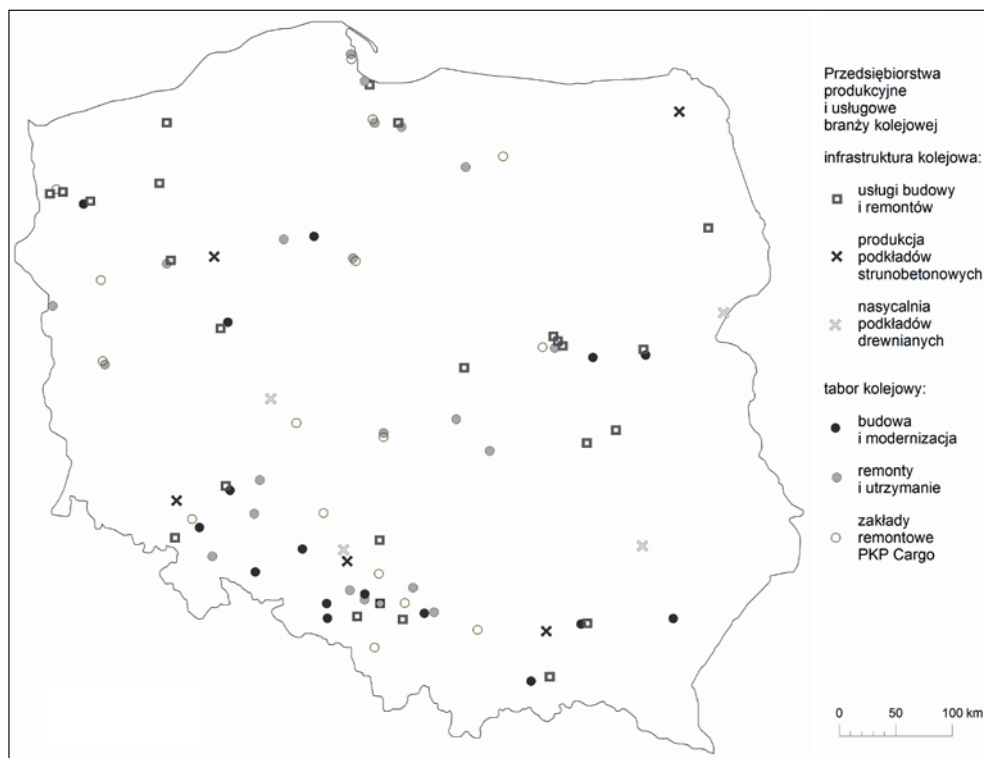 Przedsiębiorstwa
produkcyjne
i usługowe
branży kolejowej
infrastruktura kolejowa:
usługi budowy
i remontów
produkcja
podkładów
strunobetonowych
nasycalnia
podkładów
drewnianych
tabor kolejowy:
budowa
i modernizacja
remonty
i utrzymanie
zakłady
remontowe
PKP Cargo
0 50 100 km